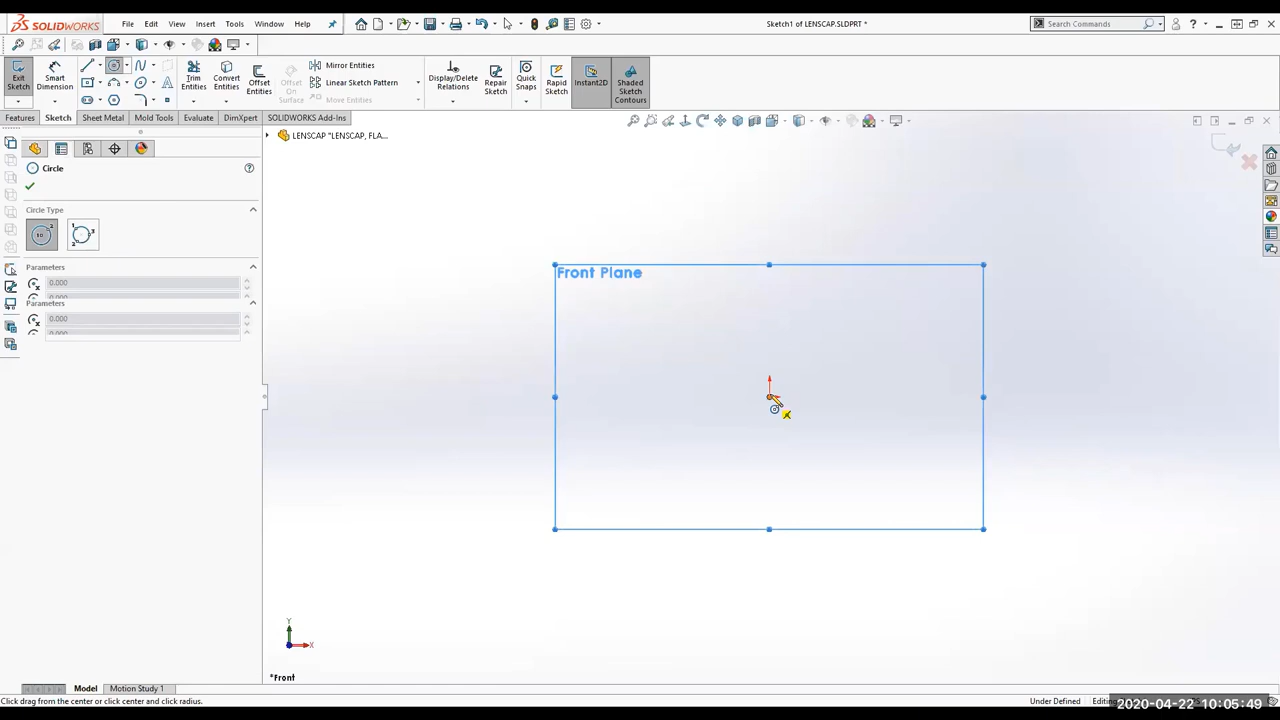 SOLIDWORKS File Edit View Insert Tools Window Help Sketch1 of LENSCAP.SLDPRT * Search Commands
Exit Sketch Smart Dimension Trim Entities Convert Entities Offset Entities Offset On Surface Mirror Entities Linear Sketch Pattern Move Entities Display/Delete Relations Repair Sketch Quick Snaps Rapid Sketch Instant2D Shaded Sketch Contours
Features Sketch Sheet Metal Mold Tools Evaluate DimXpert SOLIDWORKS Add-Ins
LENSCAP "LENSCAP, FLA...
Circle
Circle Type
Parameters
0.000
0.000
Parameters
0.000
0.000
Front Plane
Y
X
*Front
Model Motion Study 1
Click drag from the center or click center and click radius. Under Defined Editing
2020-04-22 10:05:49